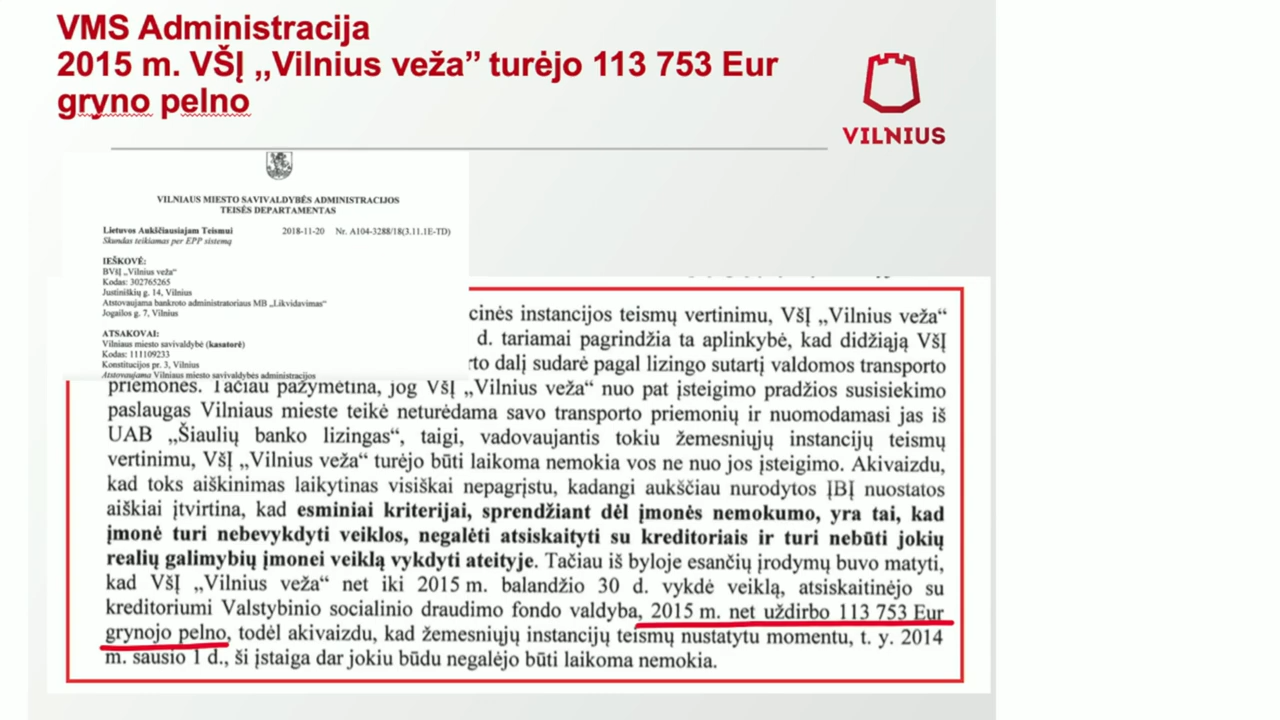 VMS Administracija
2015 m. VŠĮ „Vilnius veža” turėjo 113 753 Eur
gryno pelno
VILNIUS
VILNIAUS MIESTO SAVIVALDYBĖS ADMINISTRACIJOS
TEISĖS DEPARTAMENTAS
Lietuvos Aukščiausiajam Teismui 2018-11-20 Nr. A104-3288/18(3.11.1E-TD)
Skundas teikiamas per EPP sistemą
IEŠKOVĖ:
BVšĮ „Vilnius veža“
Kodas: 302765265
Justiniškių g. 14, Vilnius
Atstovaujama bankroto administratoriaus MB „Likvidavimas“
Jogailos g. 7, Vilnius
ATSAKOVAI:
Vilniaus miesto savivaldybė (kasatorė)
Kodas: 111109233
Konstitucijos pr. 3, Vilnius
Atstovaujama Vilniaus miesto savivaldybės administracijos
cinės instancijos teismų vertinimu, VšĮ „Vilnius veža“
d. tariamai pagrindžia ta aplinkybė, kad didžiąją VšĮ
rto dalį sudarė pagal lizingo sutartį valdomos transporto
priemonės. Tačiau pažymėtina, jog VšĮ „Vilnius veža“ nuo pat įsteigimo pradžios susisiekimo
paslaugas Vilniaus mieste teikė neturėdama savo transporto priemonių ir nuomodamasi jas iš
UAB „Šiaulių banko lizingas“, taigi, vadovaujantis tokiu žemesniųjų instancijų teismų
vertinimu, VšĮ „Vilnius veža“ turėjo būti laikoma nemokia vos ne nuo jos įsteigimo. Akivaizdu,
kad toks aiškinimas laikytinas visiškai nepagrįstu, kadangi aukščiau nurodytos ĮBĮ nuostatos
aiškiai įtvirtina, kad esminiai kriterijai, sprendžiant dėl įmonės nemokumo, yra tai, kad
įmonė turi nebevykdyti veiklos, negalėti atsiskaityti su kreditoriais ir turi nebūti jokių
realių galimybių įmonei veiklą vykdyti ateityje. Tačiau iš byloje esančių įrodymų buvo matyti,
kad VšĮ „Vilnius veža“ net iki 2015 m. balandžio 30 d. vykdė veiklą, atsiskaitinėjo su
kreditoriumi Valstybinio socialinio draudimo fondo valdyba, 2015 m. net uždirbo 113 753 Eur
grynojo pelno, todėl akivaizdu, kad žemesniųjų instancijų teismų nustatytu momentu, t. y. 2014
m. sausio 1 d., ši įstaiga dar jokiu būdu negalėjo būti laikoma nemokia.